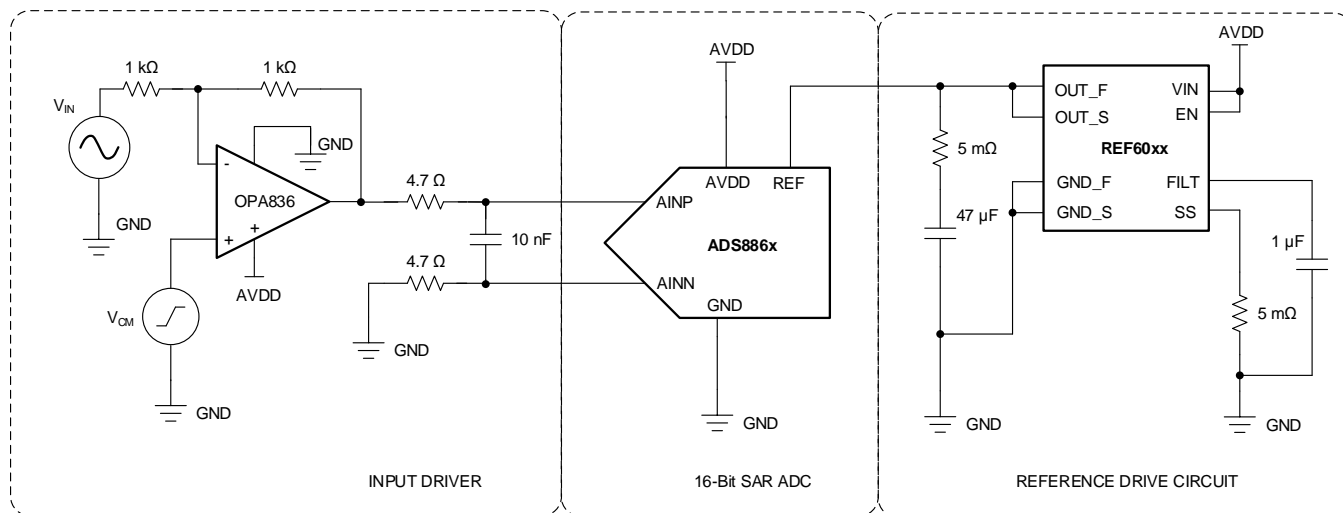 1 kΩ
1 kΩ
V_IN
GND
GND
-
OPA836
+
+
AVDD
V_CM
GND
4.7 Ω
10 nF
4.7 Ω
GND
INPUT DRIVER
AVDD
AVDD
REF
AINP
ADS886x
AINN
GND
GND
16-Bit SAR ADC
AVDD
OUT_F
VIN
OUT_S
EN
REF60xx
GND_F
FILT
GND_S
SS
5 mΩ
47 µF
1 µF
5 mΩ
GND
GND
REFERENCE DRIVE CIRCUIT